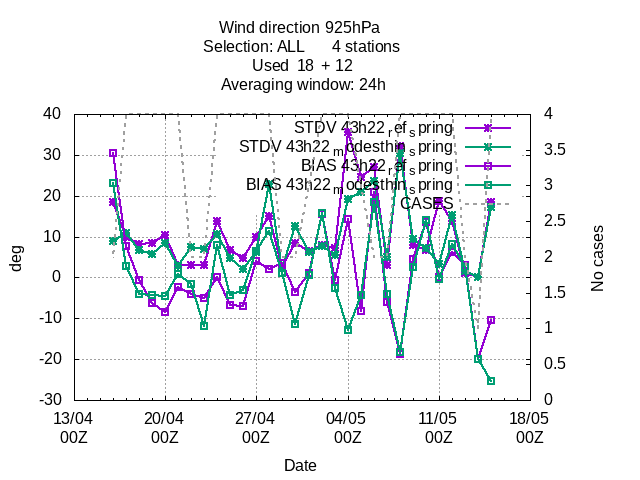 Wind direction 925hPa
Selection: ALL 4 stations
Used 18 + 12
Averaging window: 24h
STDV 43h22_ref_spring
STDV 43h22_modesthin_spring
BIAS 43h22_ref_spring
BIAS 43h22_modesthin_spring
CASES
deg
40
30
20
10
0
-10
-20
-30
4
3.5
3
2.5
2
1.5
1
0.5
0
No cases
13/04 20/04 27/04 04/05 11/05 18/05
00Z 00Z 00Z 00Z 00Z 00Z
Date